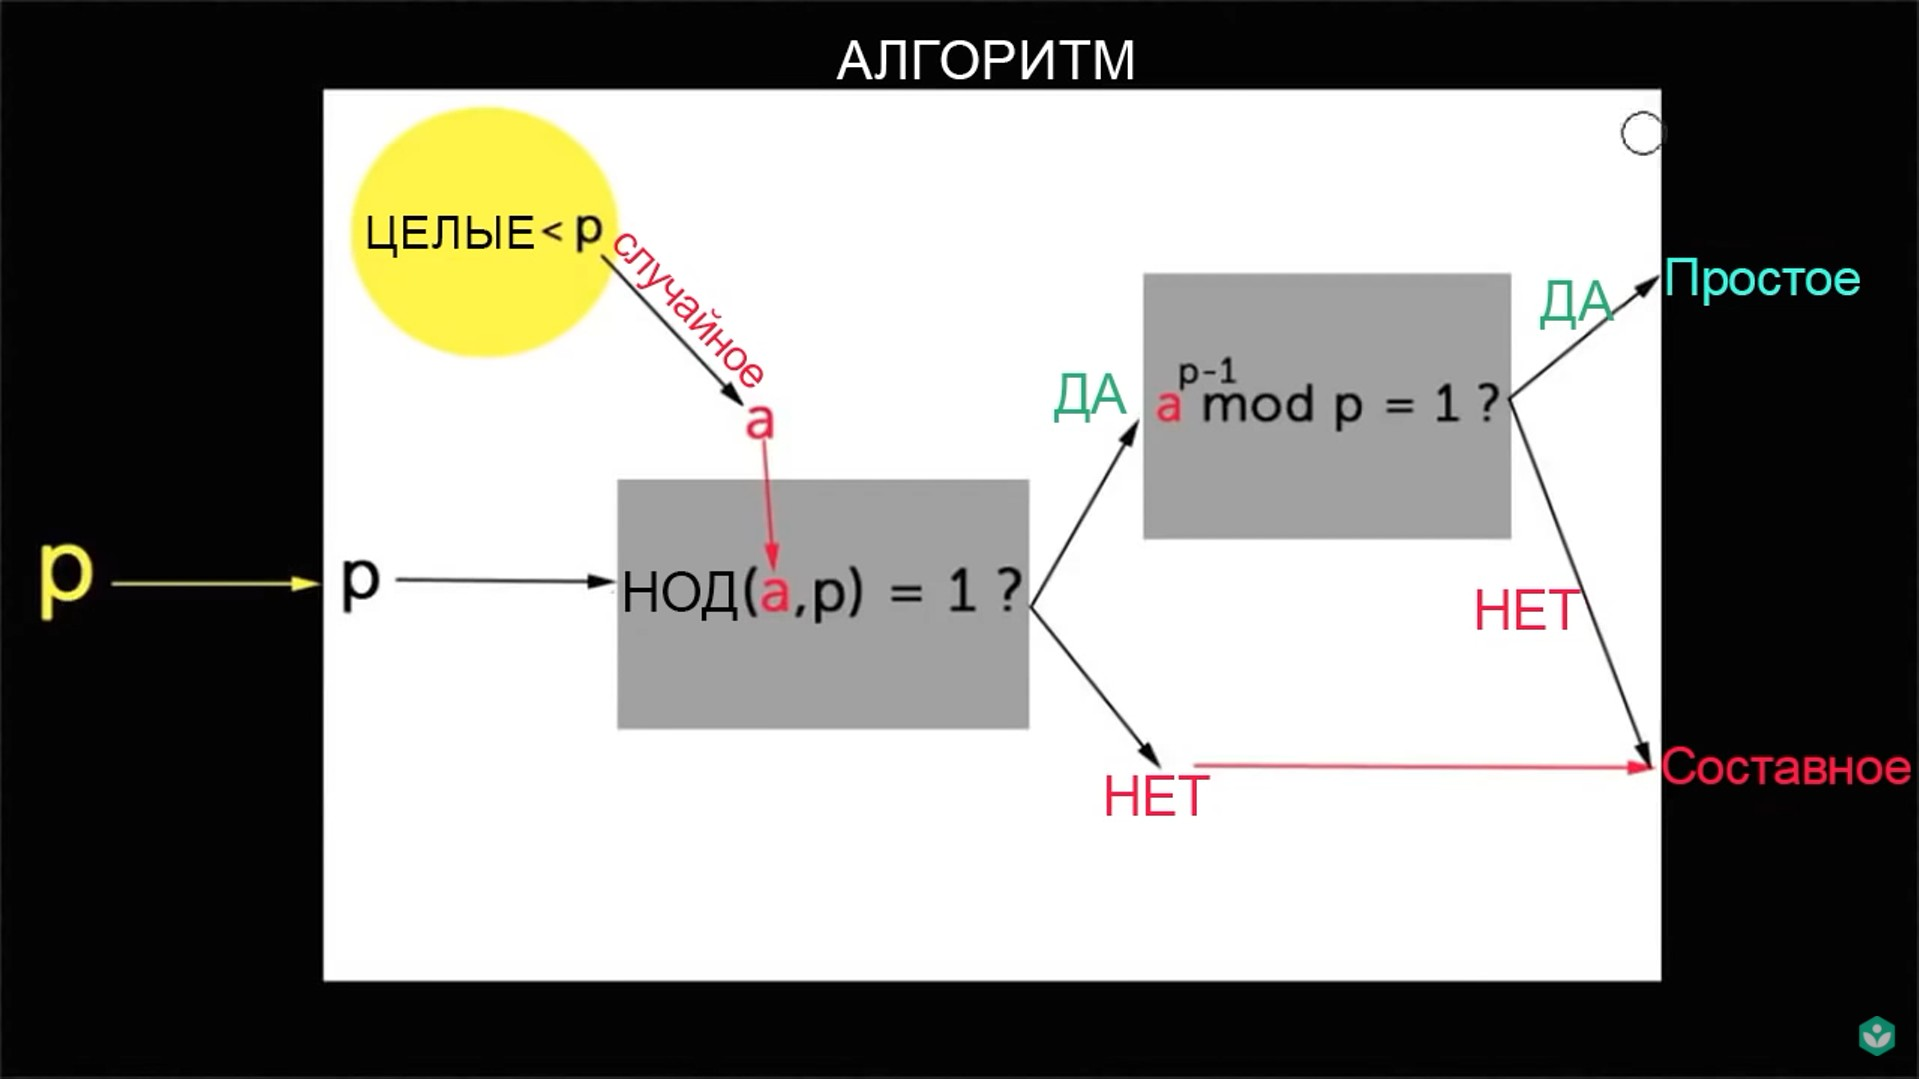 АЛГОРИТМ
ЦЕЛЫЕ < p
случайное
a
p
p
НОД(a,p) = 1 ?
ДА
НЕТ
a^{p-1} mod p = 1 ?
ДА
НЕТ
Простое
Составное